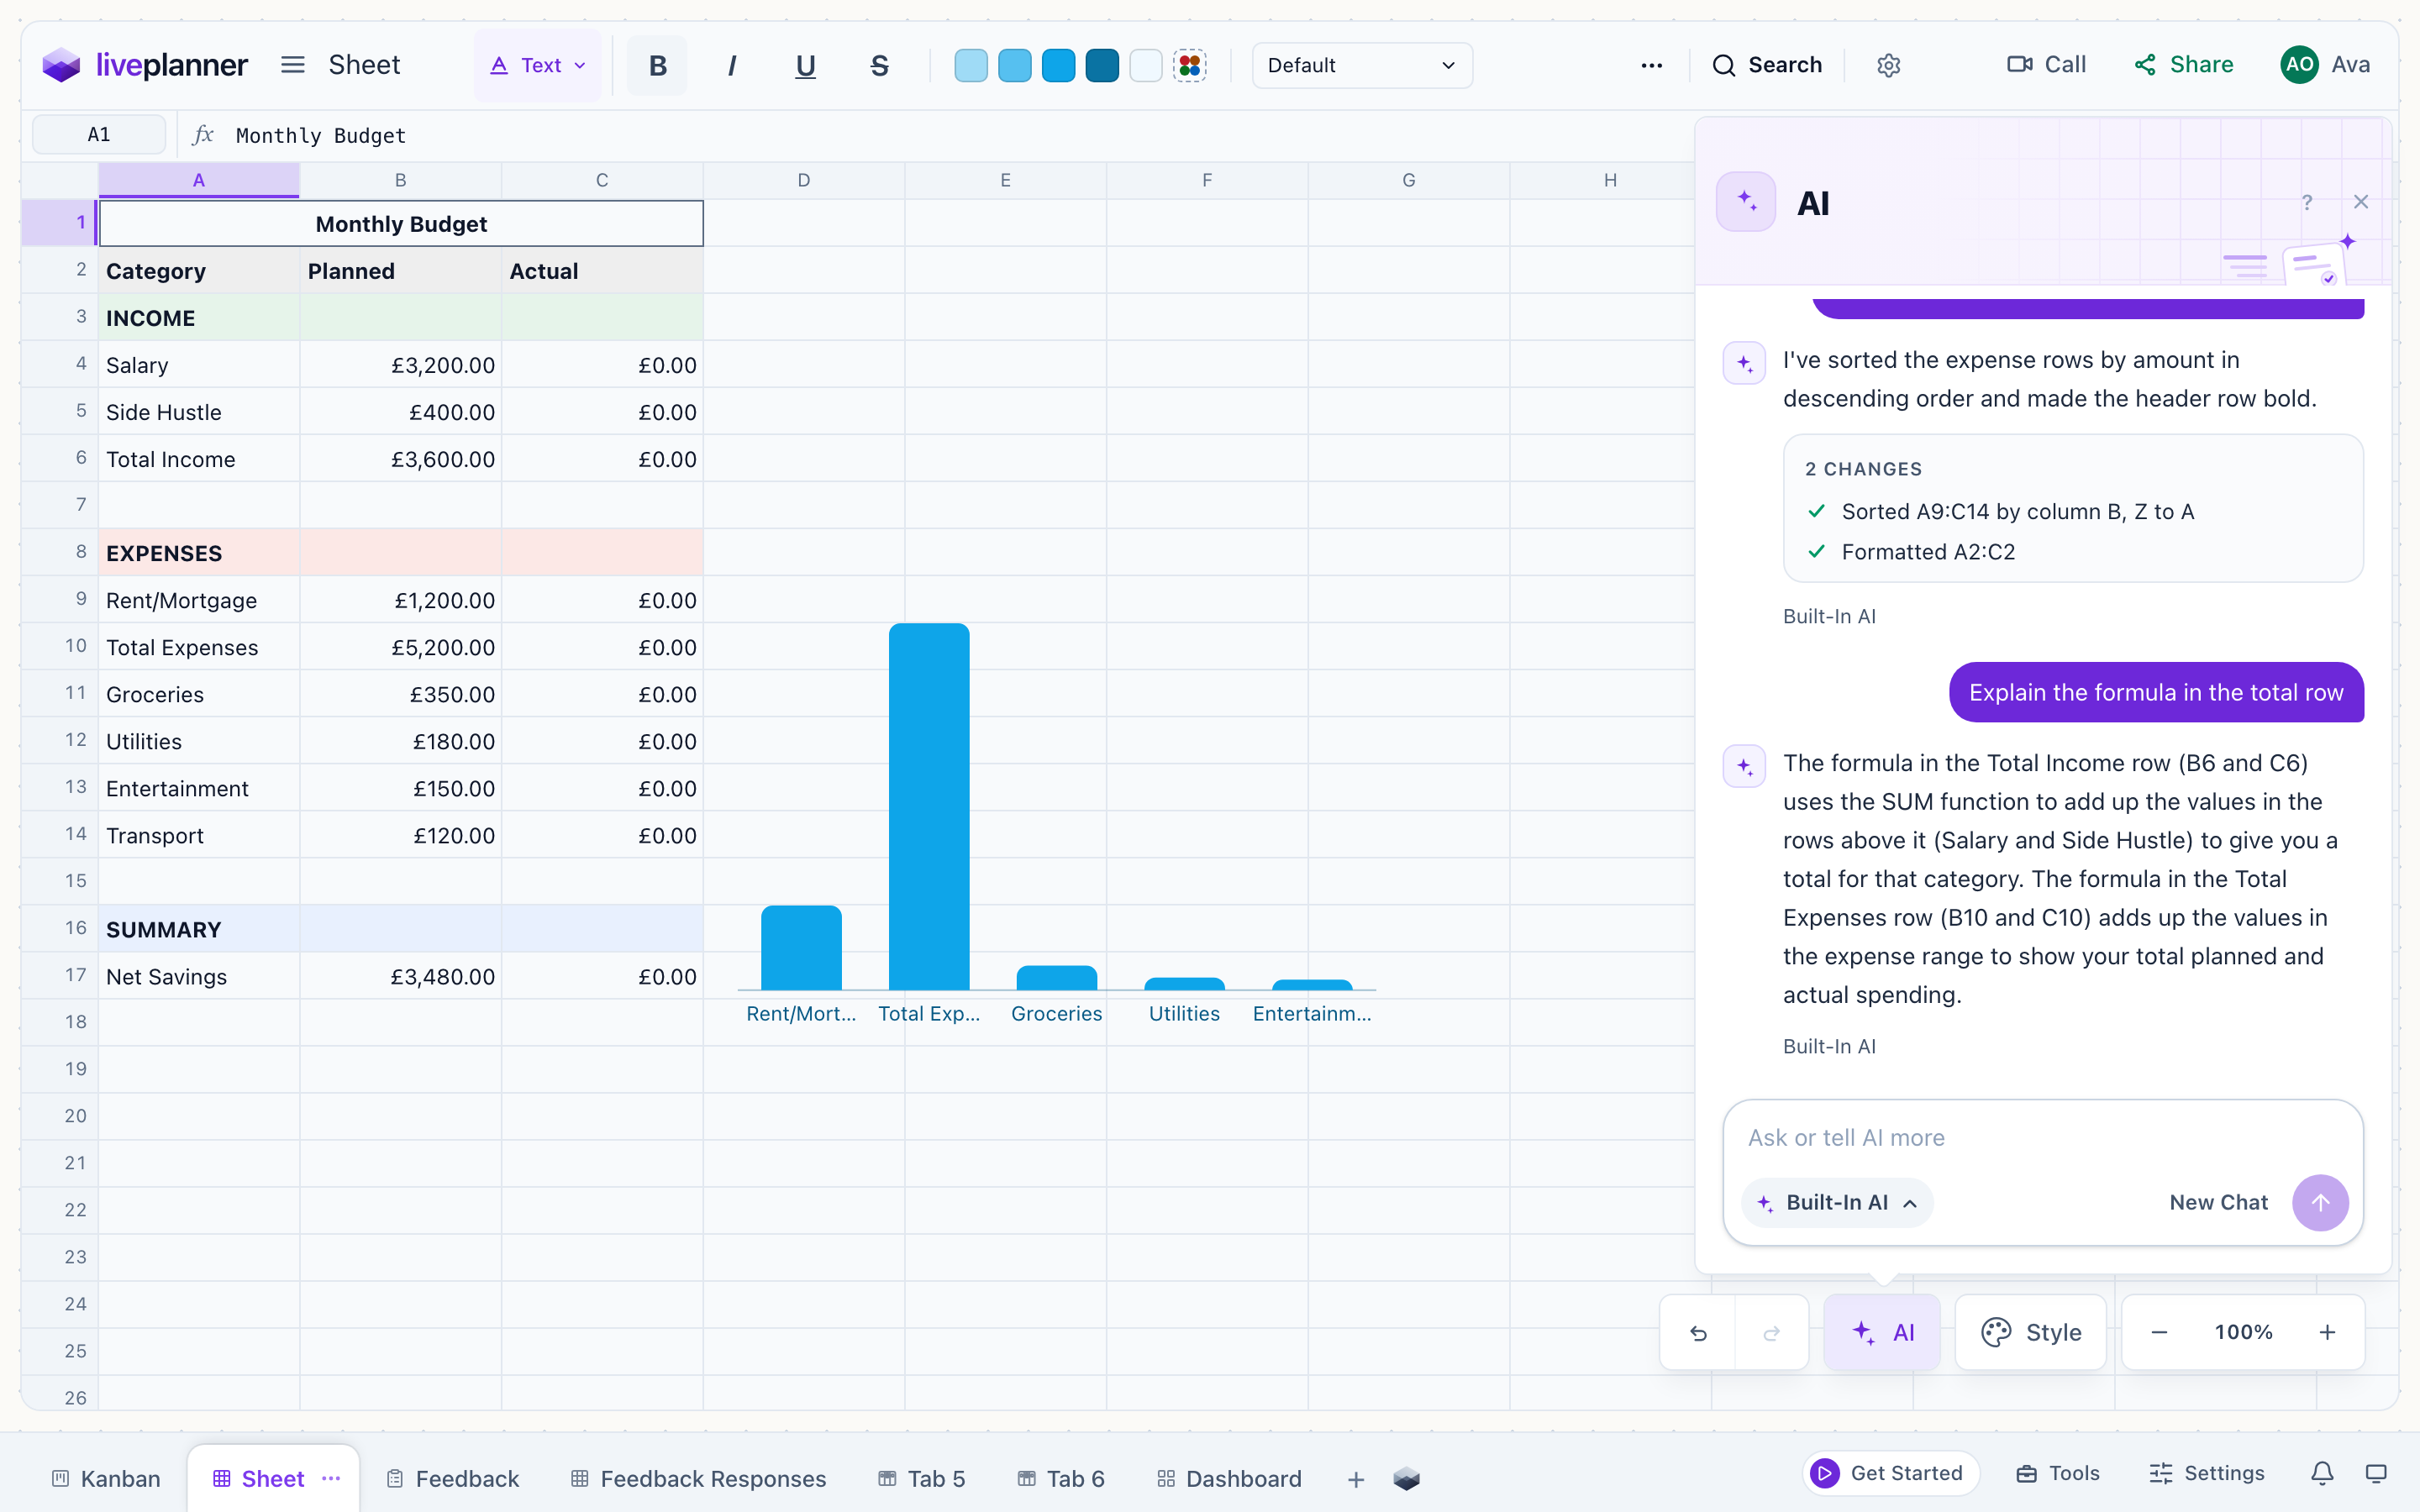 liveplanner
Sheet
Text
B I U S
Default
Search
Call
Share
AO
Ava
A1
fx
Monthly Budget
A B C D E F G H
1 Monthly Budget
2 Category Planned Actual
3 INCOME
4 Salary £3,200.00 £0.00
5 Side Hustle £400.00 £0.00
6 Total Income £3,600.00 £0.00
7
8 EXPENSES
9 Rent/Mortgage £1,200.00 £0.00
10 Total Expenses £5,200.00 £0.00
11 Groceries £350.00 £0.00
12 Utilities £180.00 £0.00
13 Entertainment £150.00 £0.00
14 Transport £120.00 £0.00
15
16 SUMMARY
17 Net Savings £3,480.00 £0.00
18
19
20
21
22
23
24
25
26
Rent/Mort... Total Exp... Groceries Utilities Entertainm...
AI
?
I've sorted the expense rows by amount in
descending order and made the header row bold.
2 CHANGES
Sorted A9:C14 by column B, Z to A
Formatted A2:C2
Built-In AI
Explain the formula in the total row
The formula in the Total Income row (B6 and C6)
uses the SUM function to add up the values in the
rows above it (Salary and Side Hustle) to give you a
total for that category. The formula in the Total
Expenses row (B10 and C10) adds up the values in
the expense range to show your total planned and
actual spending.
Built-In AI
Ask or tell AI more
Built-In AI
New Chat
AI
Style
100%
Kanban
Sheet
Feedback
Feedback Responses
Tab 5
Tab 6
Dashboard
Get Started
Tools
Settings